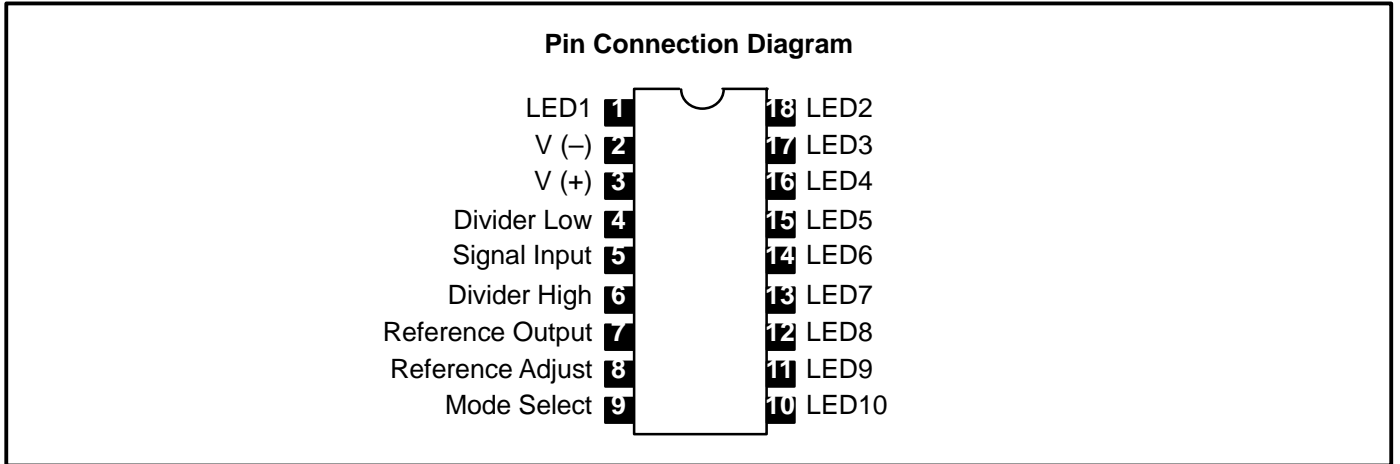 Pin Connection Diagram
LED1 1 18 LED2
V (–) 2 17 LED3
V (+) 3 16 LED4
Divider Low 4 15 LED5
Signal Input 5 14 LED6
Divider High 6 13 LED7
Reference Output 7 12 LED8
Reference Adjust 8 11 LED9
Mode Select 9 10 LED10